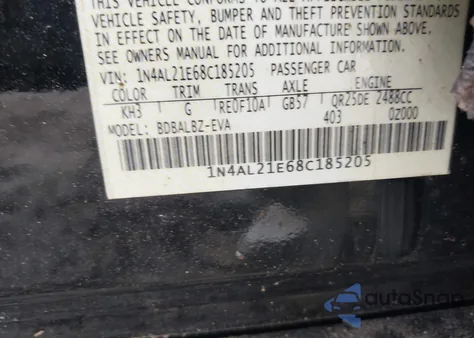 THIS VEHICLE CONFORMS TO ALL APPLICABLE
VEHICLE SAFETY, BUMPER AND THEFT PREVENTION STANDARDS
IN EFFECT ON THE DATE OF MANUFACTURE SHOWN ABOVE.
SEE OWNERS MANUAL FOR ADDITIONAL INFORMATION.
VIN: 1N4AL21E68C185205 PASSENGER CAR
COLOR TRIM TRANS AXLE ENGINE
KH3 G RE0F10A GB57 QR25DE 2488CC
MODEL: BDBALBZ-EVA 403 02000
1N4AL21E68C185205
autoSnap